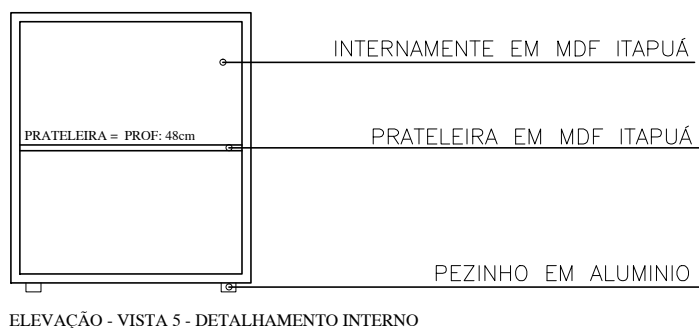 INTERNAMENTE EM MDF ITAPUÁ
PRATELEIRA = PROF: 48cm
PRATELEIRA EM MDF ITAPUÁ
PEZINHO EM ALUMINIO
ELEVAÇÃO - VISTA 5 - DETALHAMENTO INTERNO